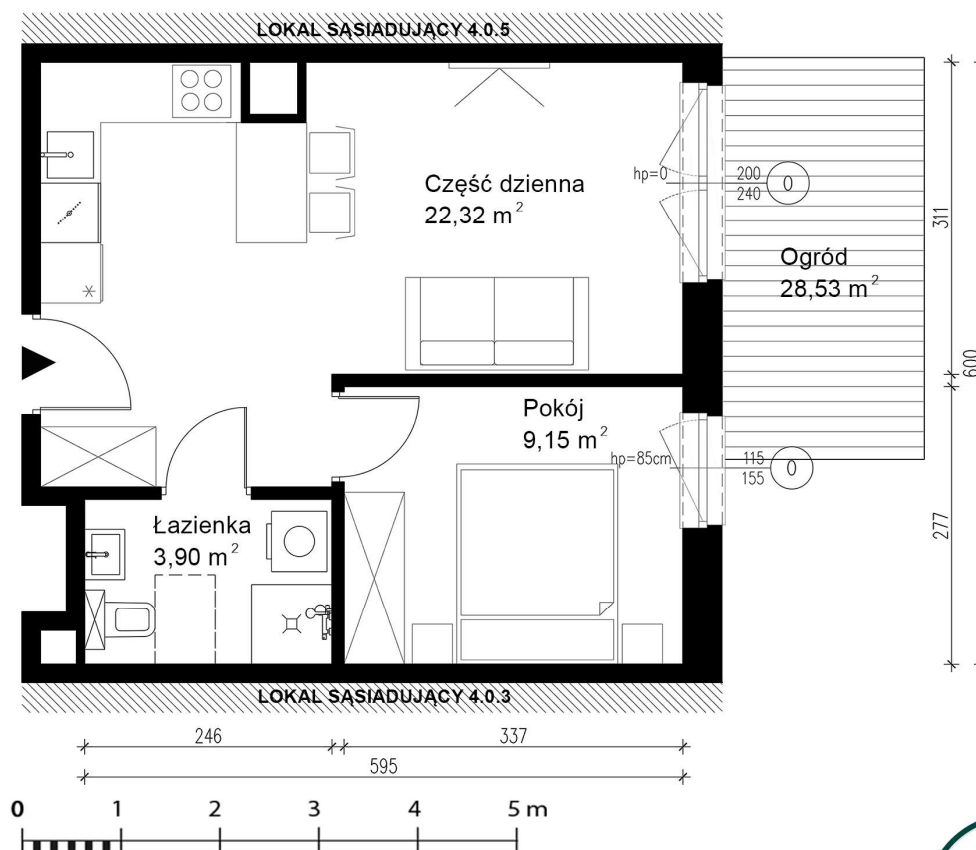 LOKAL SĄSIADUJĄCY 4.0.5
Część dzienna
22,32 m²
hp=0
200
240
0
311
Ogród
28,53 m²
600
Pokój
9,15 m²
hp=85cm
115
155
0
277
Łazienka
3,90 m²
LOKAL SĄSIADUJĄCY 4.0.3
246
337
595
0 1 2 3 4 5 m